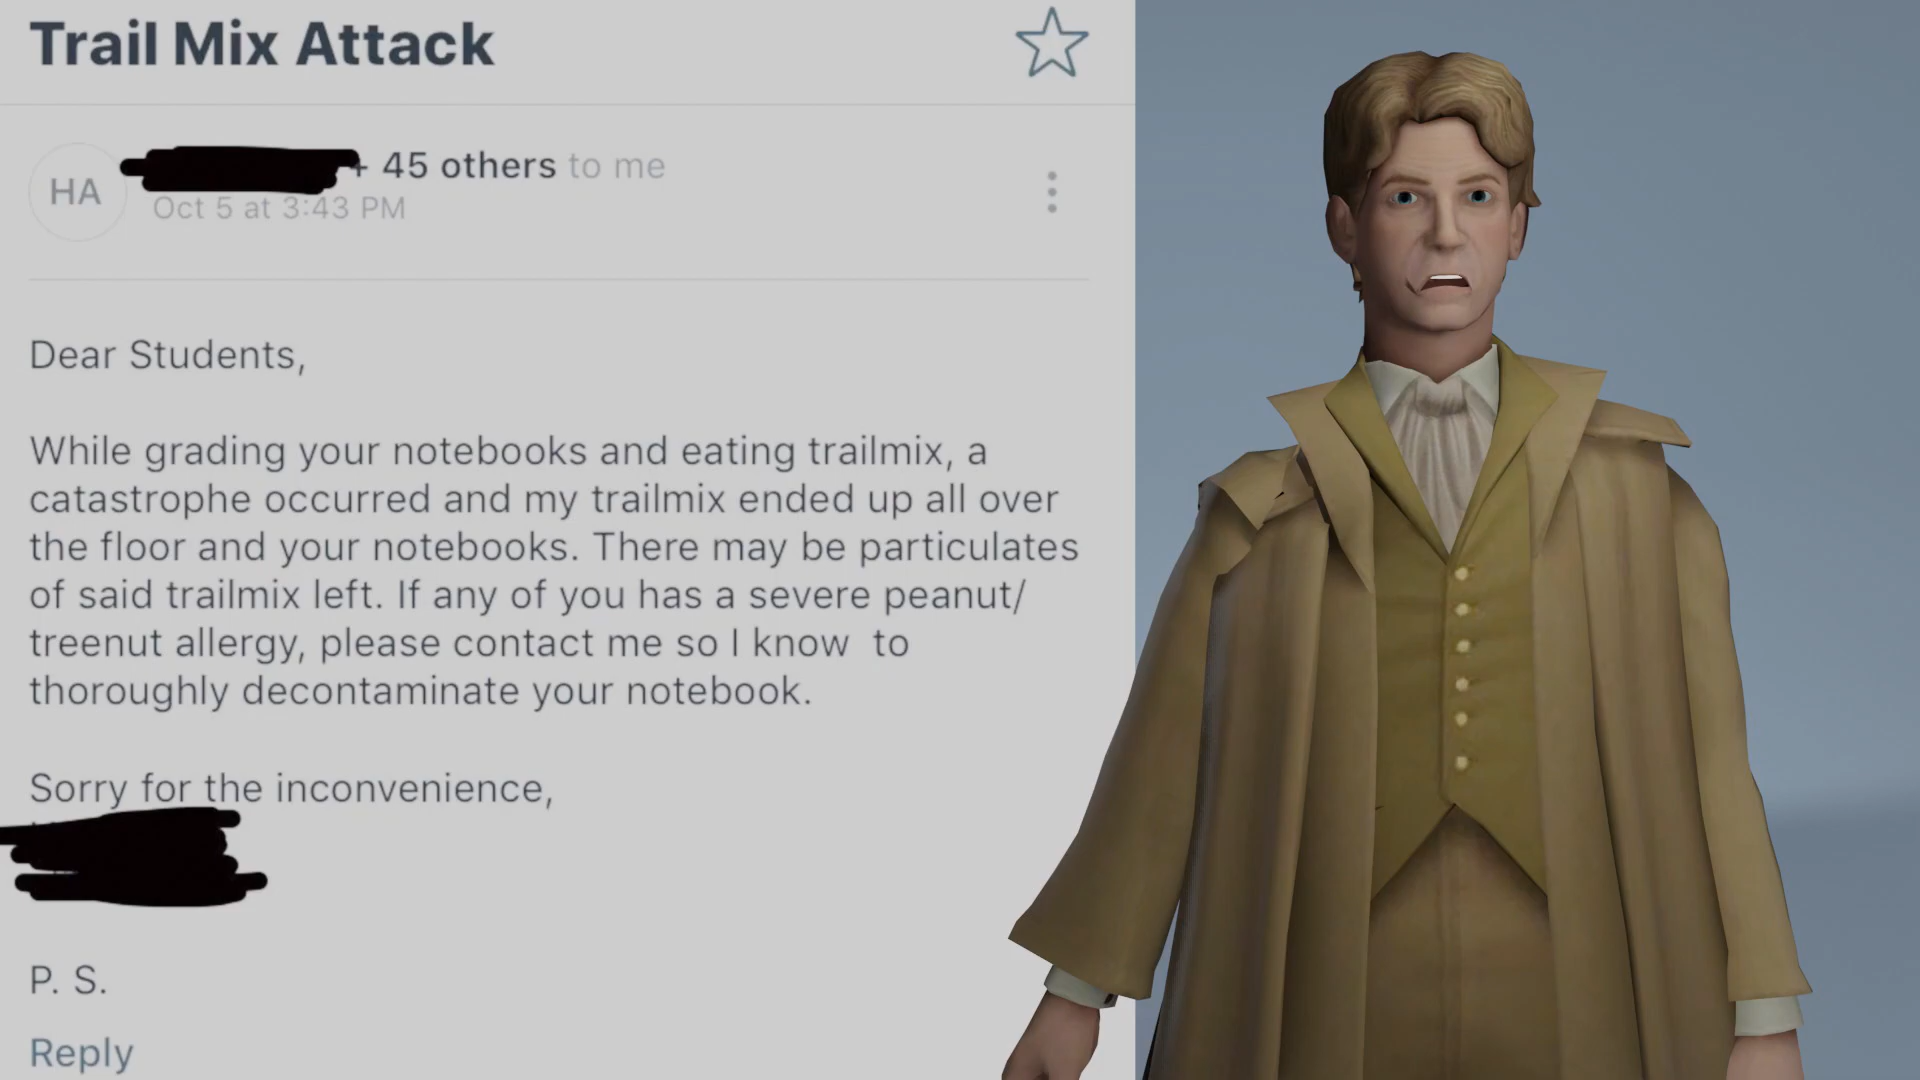 Trail Mix Attack
HA
+ 45 others to me
Oct 5 at 3:43 PM
Dear Students,
While grading your notebooks and eating trailmix, a
catastrophe occurred and my trailmix ended up all over
the floor and your notebooks. There may be particulates
of said trailmix left. If any of you has a severe peanut/
treenut allergy, please contact me so I know  to
thoroughly decontaminate your notebook.
Sorry for the inconvenience,
P. S.
Reply